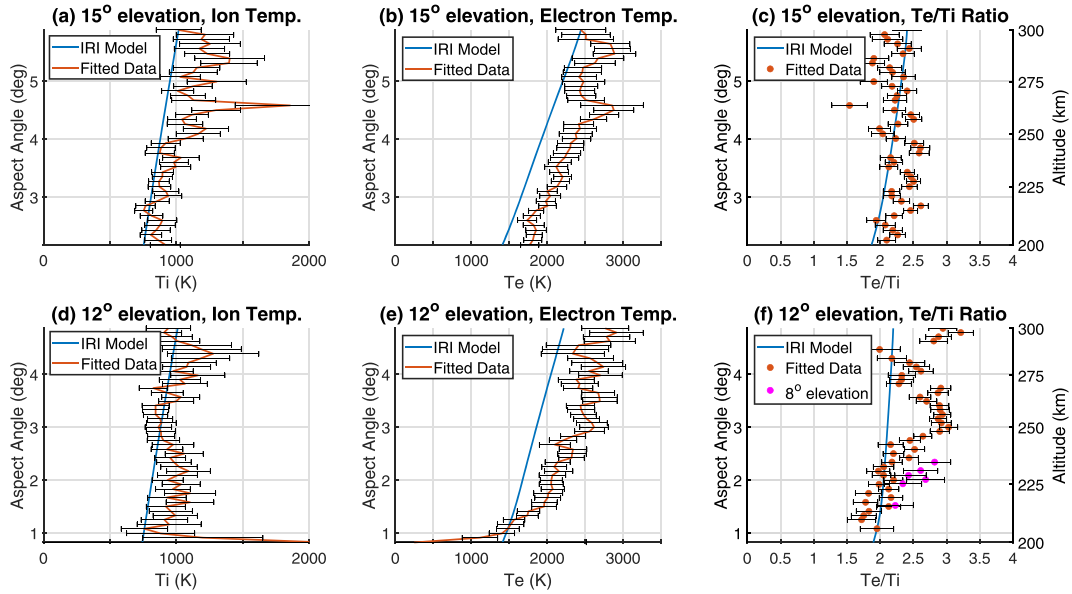 (a) 15° elevation, Ion Temp.
IRI Model
Fitted Data
Aspect Angle (deg)
5
4
3
0
1000
2000
Ti (K)
(b) 15° elevation, Electron Temp.
IRI Model
Fitted Data
Aspect Angle (deg)
5
4
3
0
1000
2000
3000
Te (K)
(c) 15° elevation, Te/Ti Ratio
IRI Model
Fitted Data
Aspect Angle (deg)
5
4
3
300
275
250
225
200
Altitude (km)
0
0.5
1
1.5
2
2.5
3
3.5
4
Te/Ti
(d) 12° elevation, Ion Temp.
IRI Model
Fitted Data
Aspect Angle (deg)
4
3
2
1
0
1000
2000
Ti (K)
(e) 12° elevation, Electron Temp.
IRI Model
Fitted Data
Aspect Angle (deg)
4
3
2
1
0
1000
2000
3000
Te (K)
(f) 12° elevation, Te/Ti Ratio
IRI Model
Fitted Data
8° elevation
Aspect Angle (deg)
4
3
2
1
300
275
250
225
200
Altitude (km)
0
0.5
1
1.5
2
2.5
3
3.5
4
Te/Ti